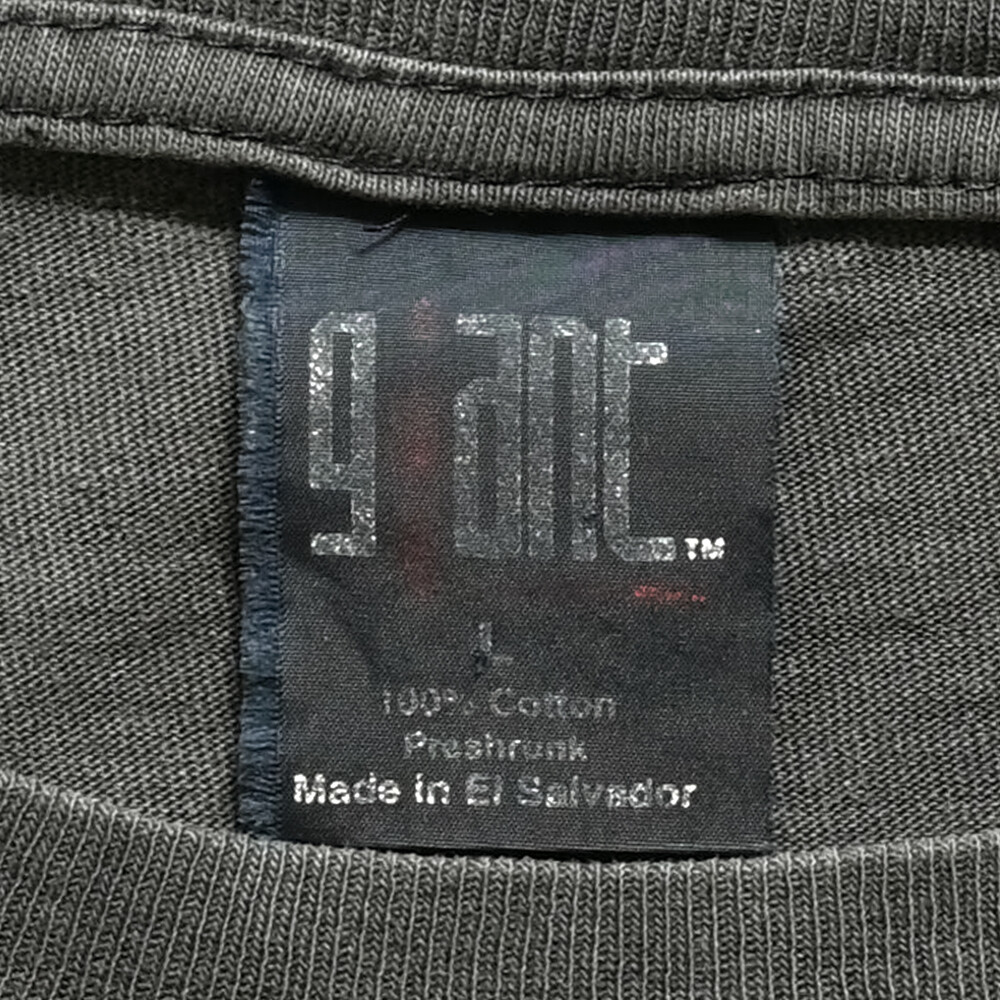 giant™
L
100% Cotton
Preshrunk
Made in El Salvador